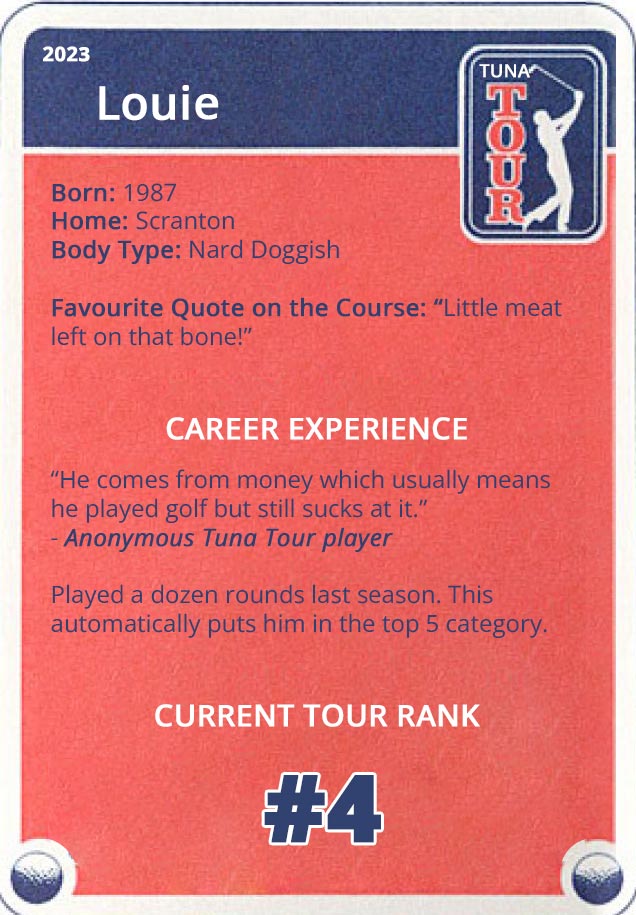 2023
Louie
TUNA
TOUR
Born: 1987
Home: Scranton
Body Type: Nard Doggish
Favourite Quote on the Course: “Little meat
left on that bone!”
CAREER EXPERIENCE
“He comes from money which usually means
he played golf but still sucks at it.”
- Anonymous Tuna Tour player
Played a dozen rounds last season. This
automatically puts him in the top 5 category.
CURRENT TOUR RANK
#4